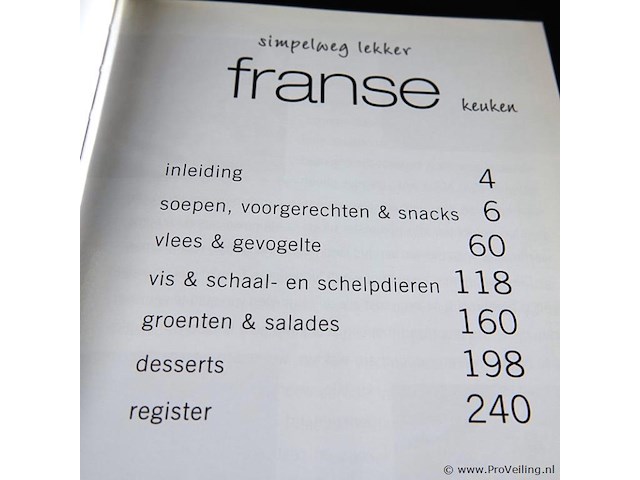 simpelweg lekker
franse keuken
inleiding 4
soepen, voorgerechten & snacks 6
vlees & gevogelte 60
vis & schaal- en schelpdieren 118
groenten & salades 160
desserts 198
register 240
© www.ProVeiling.nl